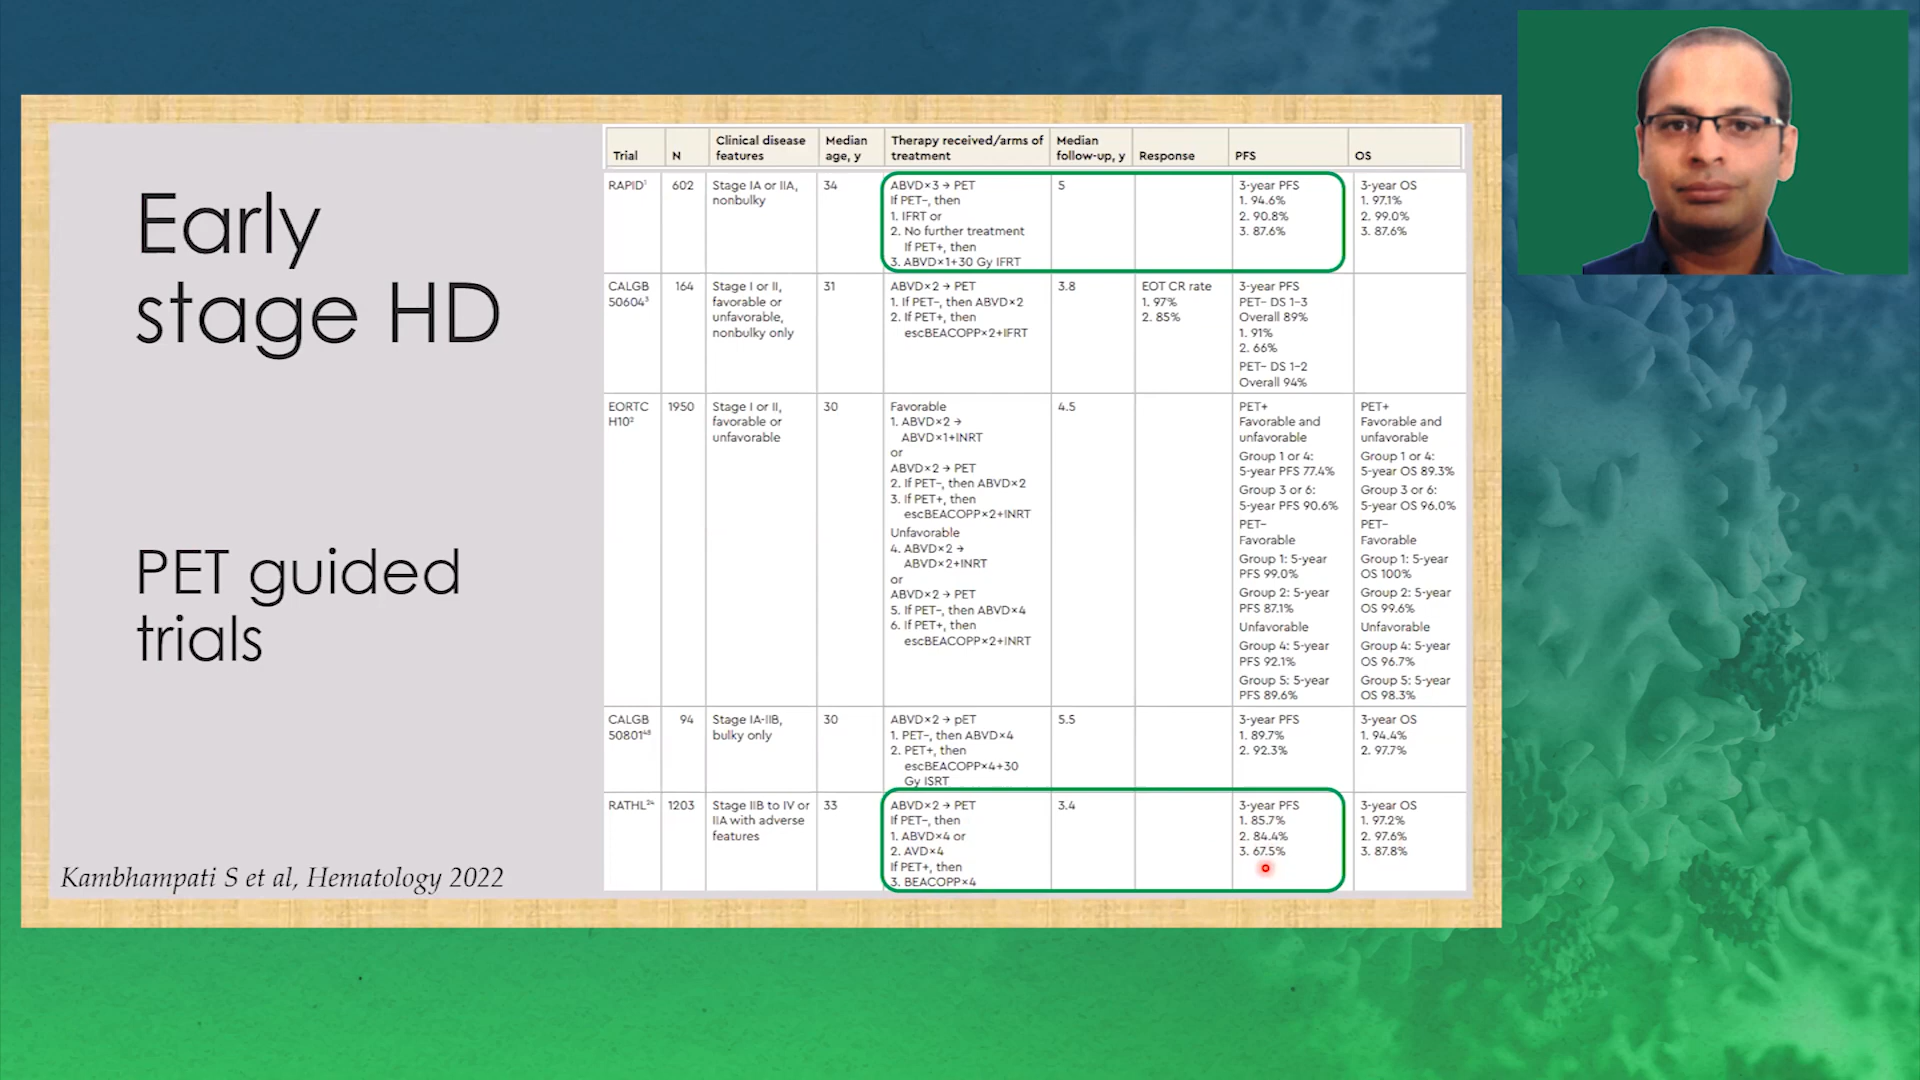 Early
stage HD
PET guided
trials
Kambhampati S et al, Hematology 2022
Trial
N
Clinical disease
features
Median
age, y
Therapy received/arms of
treatment
Median
follow-up, y
Response
PFS
OS
RAPID¹
602
Stage IA or IIA,
nonbulky
34
ABVD×3 → PET
If PET–, then
1. IFRT or
2. No further treatment
If PET+, then
3. ABVD×1+30 Gy IFRT
5
3-year PFS
1. 94.6%
2. 90.8%
3. 87.6%
3-year OS
1. 97.1%
2. 99.0%
3. 87.6%
CALGB
50604³
164
Stage I or II,
favorable or
unfavorable,
nonbulky only
31
ABVD×2 → PET
1. If PET–, then ABVD×2
2. If PET+, then
escBEACOPP×2+IFRT
3.8
EOT CR rate
1. 97%
2. 85%
3-year PFS
PET– DS 1–3
Overall 89%
1. 91%
2. 66%
PET– DS 1–2
Overall 94%
EORTC
H10²
1950
Stage I or II,
favorable or
unfavorable
30
Favorable
1. ABVD×2 →
ABVD×1+INRT
or
ABVD×2 → PET
2. If PET–, then ABVD×2
3. If PET+, then
escBEACOPP×2+INRT
Unfavorable
4. ABVD×2 →
ABVD×2+INRT
or
ABVD×2 → PET
5. If PET–, then ABVD×4
6. If PET+, then
escBEACOPP×2+INRT
4.5
PET+
Favorable and
unfavorable
Group 1 or 4:
5-year PFS 77.4%
Group 3 or 6:
5-year PFS 90.6%
PET–
Favorable
Group 1: 5-year
PFS 99.0%
Group 2: 5-year
PFS 87.1%
Unfavorable
Group 4: 5-year
PFS 92.1%
Group 5: 5-year
PFS 89.6%
PET+
Favorable and
unfavorable
Group 1 or 4:
5-year OS 89.3%
Group 3 or 6:
5-year OS 96.0%
PET–
Favorable
Group 1: 5-year
OS 100%
Group 2: 5-year
OS 99.6%
Unfavorable
Group 4: 5-year
OS 96.7%
Group 5: 5-year
OS 98.3%
CALGB
50801⁴⁸
94
Stage IA-IIB,
bulky only
30
ABVD×2 → pET
1. PET–, then ABVD×4
2. PET+, then
escBEACOPP×4+30
Gy ISRT
5.5
3-year PFS
1. 89.7%
2. 92.3%
3-year OS
1. 94.4%
2. 97.7%
RATHL²⁴
1203
Stage IIB to IV or
IIA with adverse
features
33
ABVD×2 → PET
If PET–, then
1. ABVD×4 or
2. AVD×4
If PET+, then
3. BEACOPP×4
3.4
3-year PFS
1. 85.7%
2. 84.4%
3. 67.5%
3-year OS
1. 97.2%
2. 97.6%
3. 87.8%